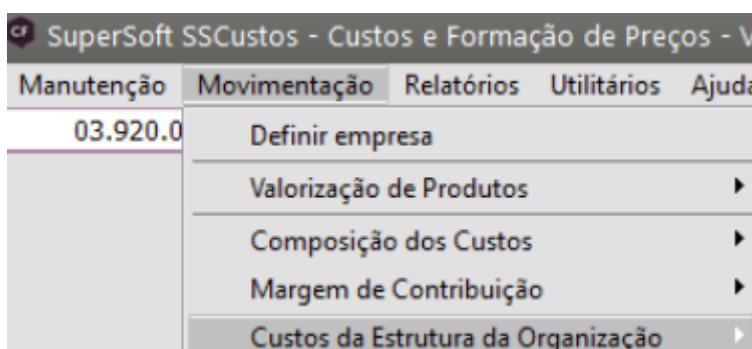 SuperSoft SSCustos - Custos e Formação de Preços - V
Manutenção Movimentação Relatórios Utilitários Ajuda
03.920.0
Definir empresa
Valorização de Produtos
Composição dos Custos
Margem de Contribuição
Custos da Estrutura da Organização